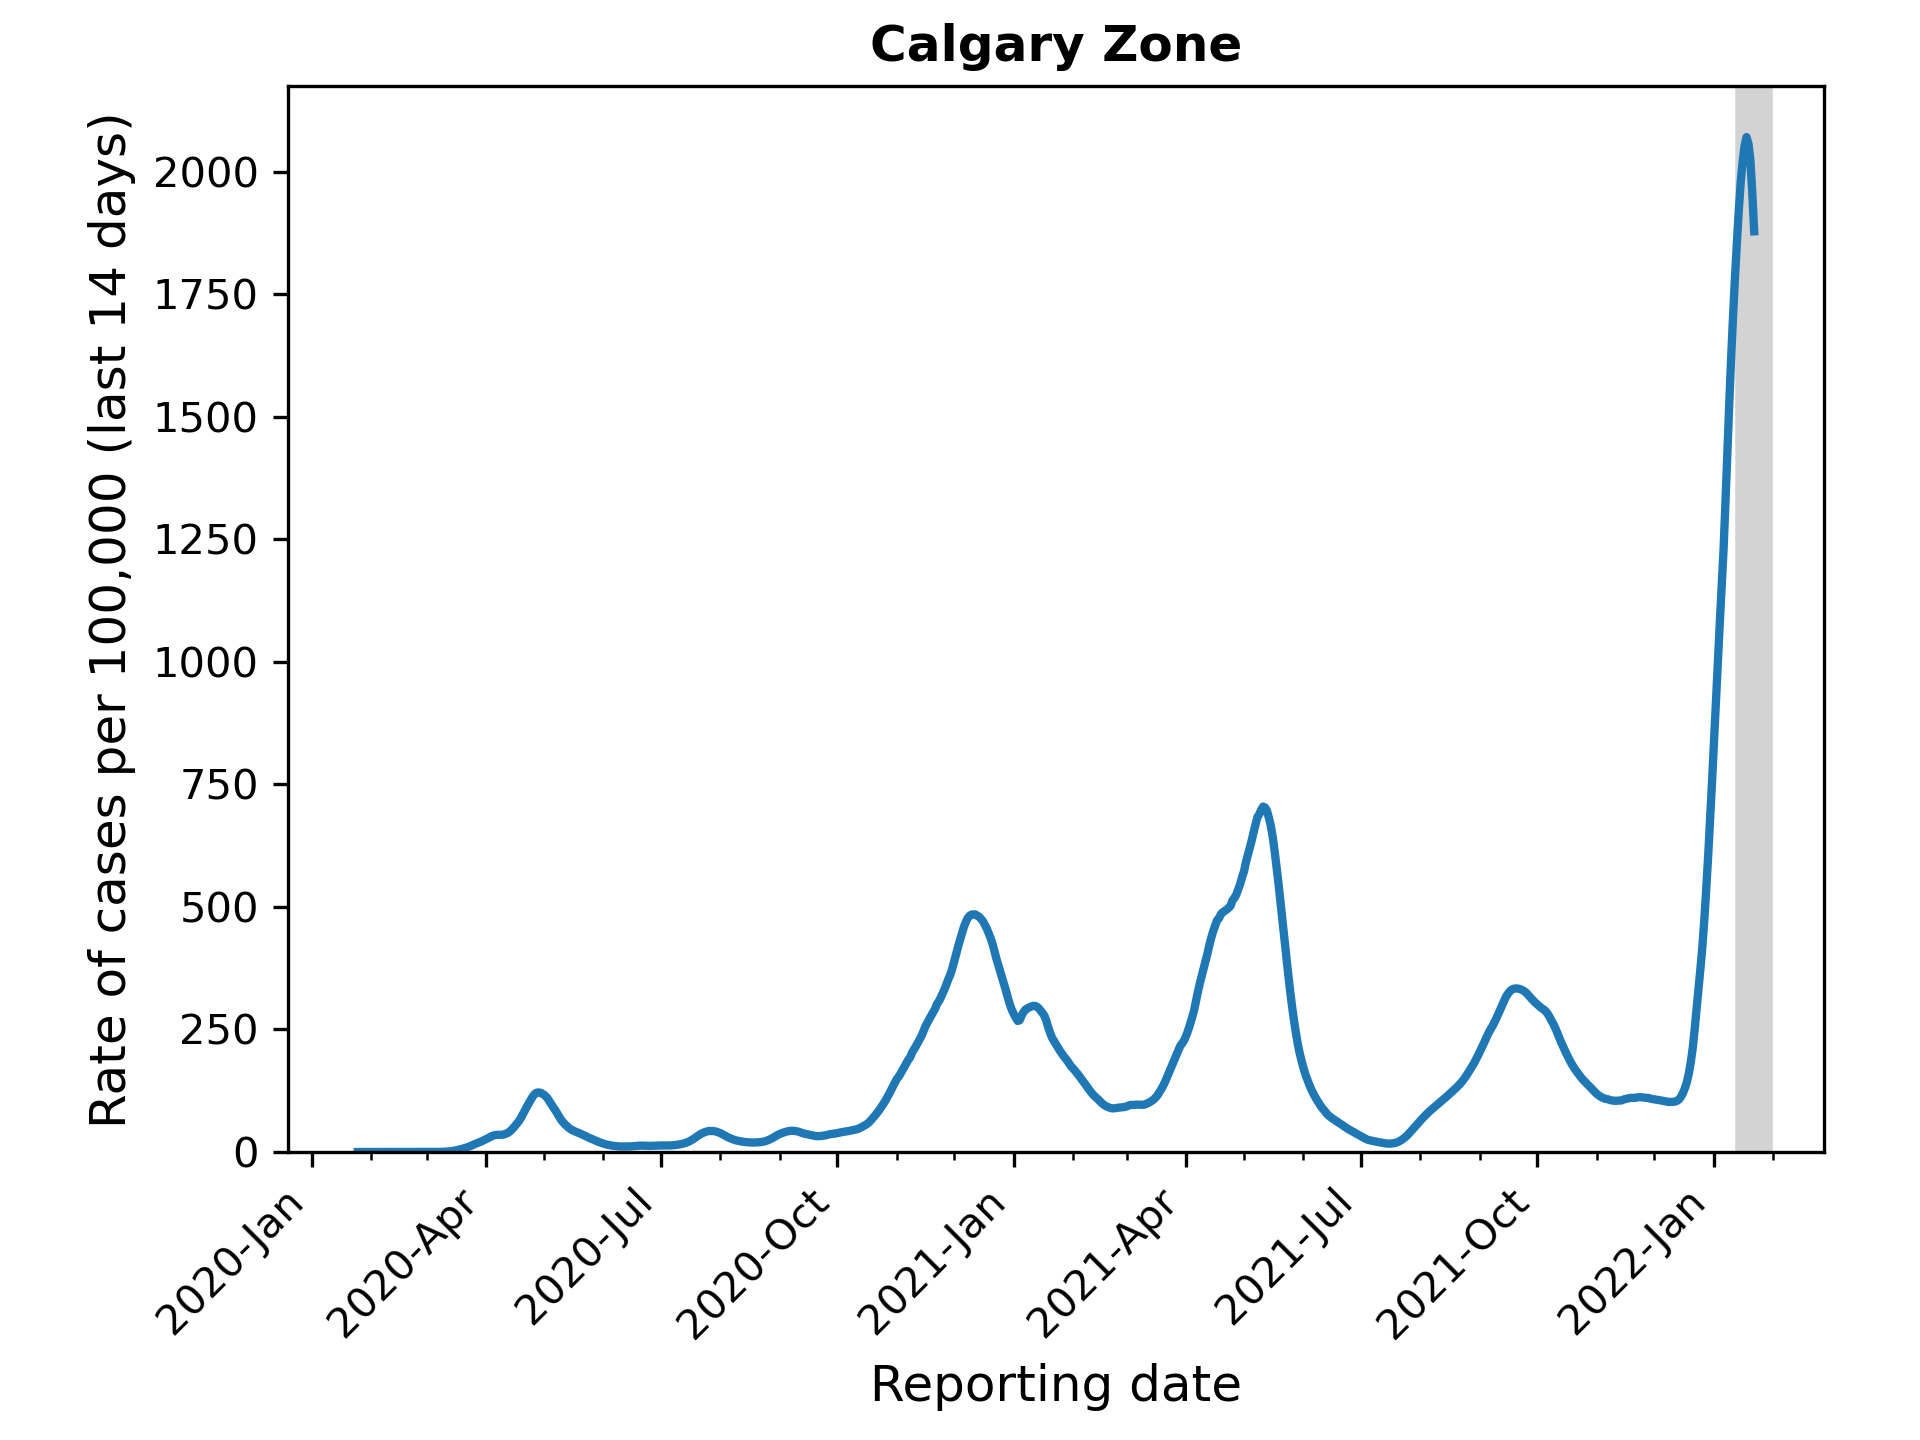 Calgary Zone
Rate of cases per 100,000 (last 14 days)
2000
1750
1500
1250
1000
750
500
250
0
2020-Jan
2020-Apr
2020-Jul
2020-Oct
2021-Jan
2021-Apr
2021-Jul
2021-Oct
2022-Jan
Reporting date